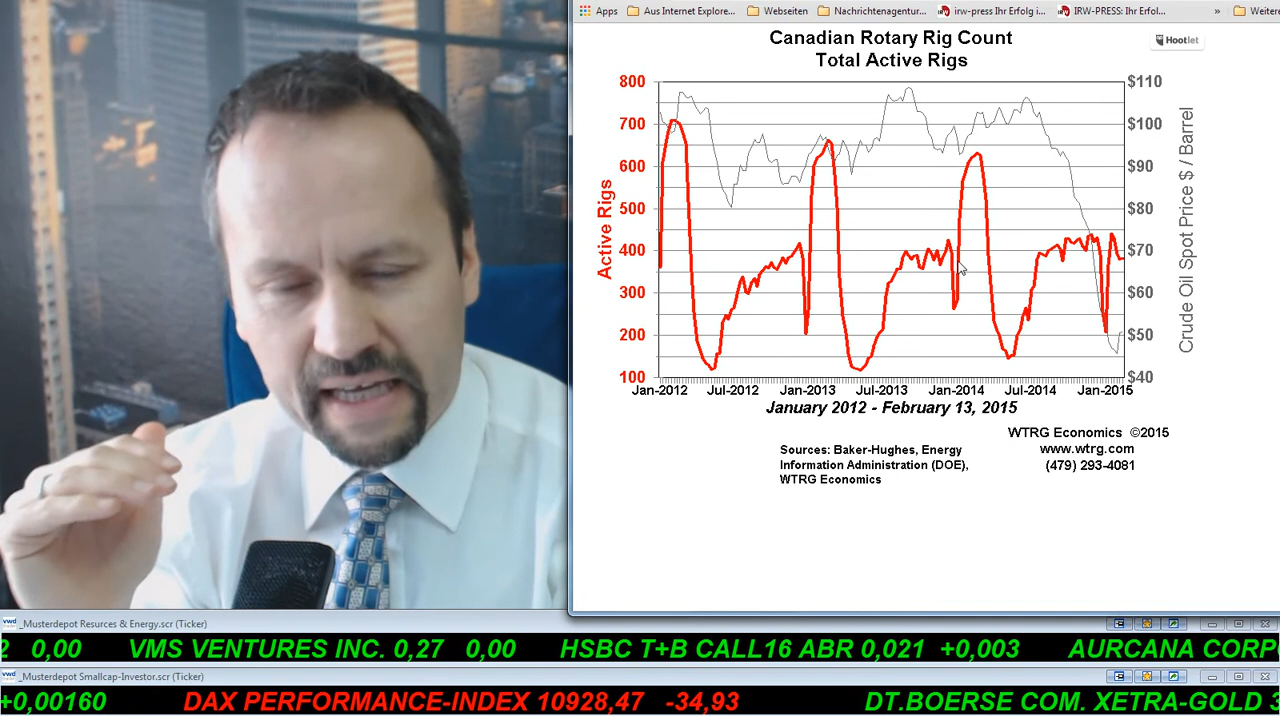 Apps Aus Internet Explore... Webseiten Nachrichtenagentur... irw-press Ihr Erfolg i... IRW-PRESS: Ihr Erfol... » Weitere
Canadian Rotary Rig Count
Total Active Rigs
Hootlet
800
700
600
500
400
300
200
100
Active Rigs
$110
$100
$90
$80
$70
$60
$50
$40
Crude Oil Spot Price $ / Barrel
Jan-2012 Jul-2012 Jan-2013 Jul-2013 Jan-2014 Jul-2014 Jan-2015
January 2012 - February 13, 2015
WTRG Economics ©2015
www.wtrg.com
(479) 293-4081
Sources: Baker-Hughes, Energy
Information Administration (DOE),
WTRG Economics
vwd _Musterdepot Resurces & Energy.scr (Ticker)
2 0,00 VMS VENTURES INC. 0,27 0,00 HSBC T+B CALL16 ABR 0,021 +0,003 AURCANA CORP
vwd _Musterdepot Smallcap-Investor.scr (Ticker)
+0,00160 DAX PERFORMANCE-INDEX 10928,47 -34,93 DT.BOERSE COM. XETRA-GOLD 3